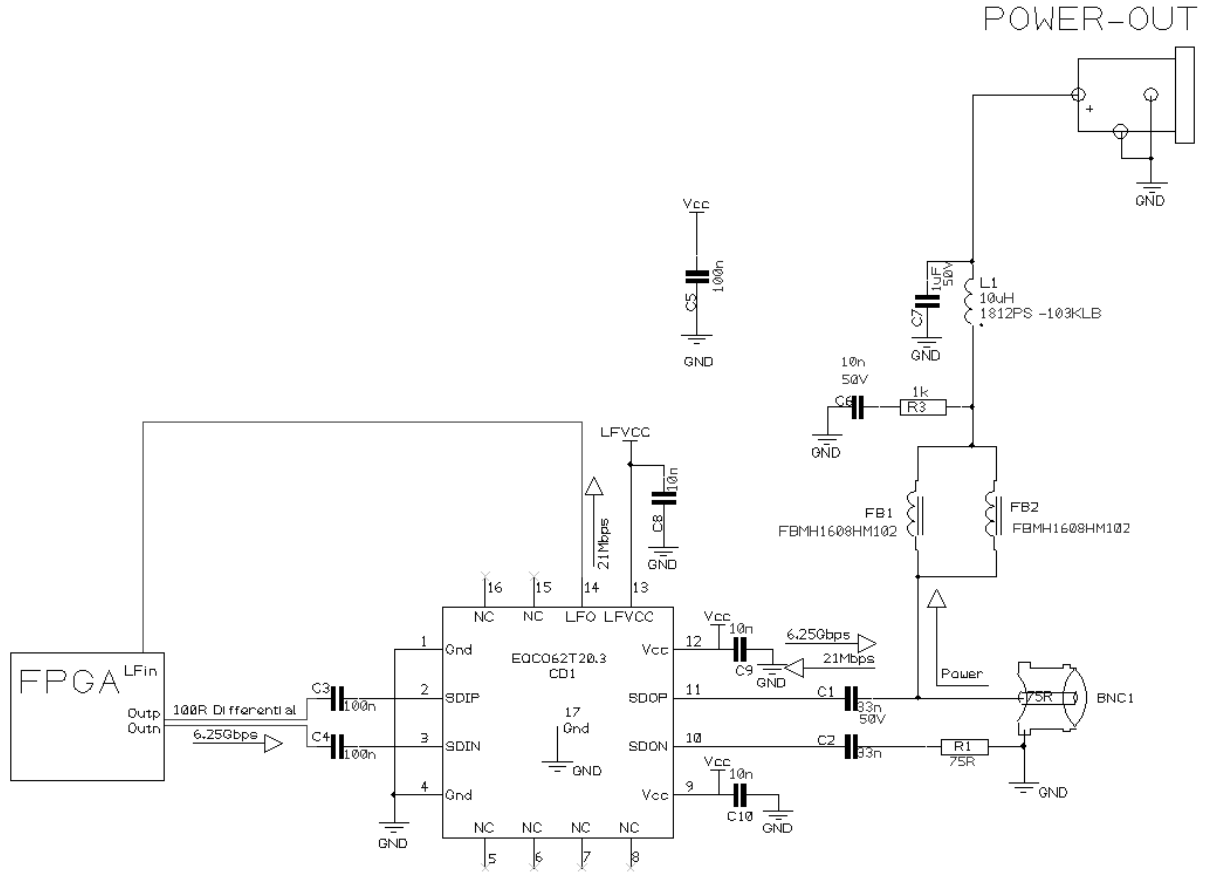 POWER-OUT
+
GND
Vcc
C5
100n
GND
C7
1uF
50V
GND
L1
10uH
1812PS -103KLB
10n
50V
C6
1k
R3
GND
LFVCC
C8
10n
GND
21Mbps
FB1
FBMH1608HM102
FB2
FBMH1608HM102
16
15
14
13
NC
NC
LFO
LFVCC
FPGA
LFin
Outp
Outn
100R Differential
6.25Gbps
C3
100n
C4
100n
1
Gnd
2
SDIP
3
SDIN
4
Gnd
GND
EQCO62T20.3
CD1
17
Gnd
GND
Vcc
12
SDOP
11
SDON
10
Vcc
9
NC
NC
NC
NC
5
6
7
8
Vcc
10n
C9
GND
6.25Gbps
21Mbps
Power
C1
33n
50V
C2
33n
R1
75R
75R
BNC1
GND
Vcc
10n
C10
GND